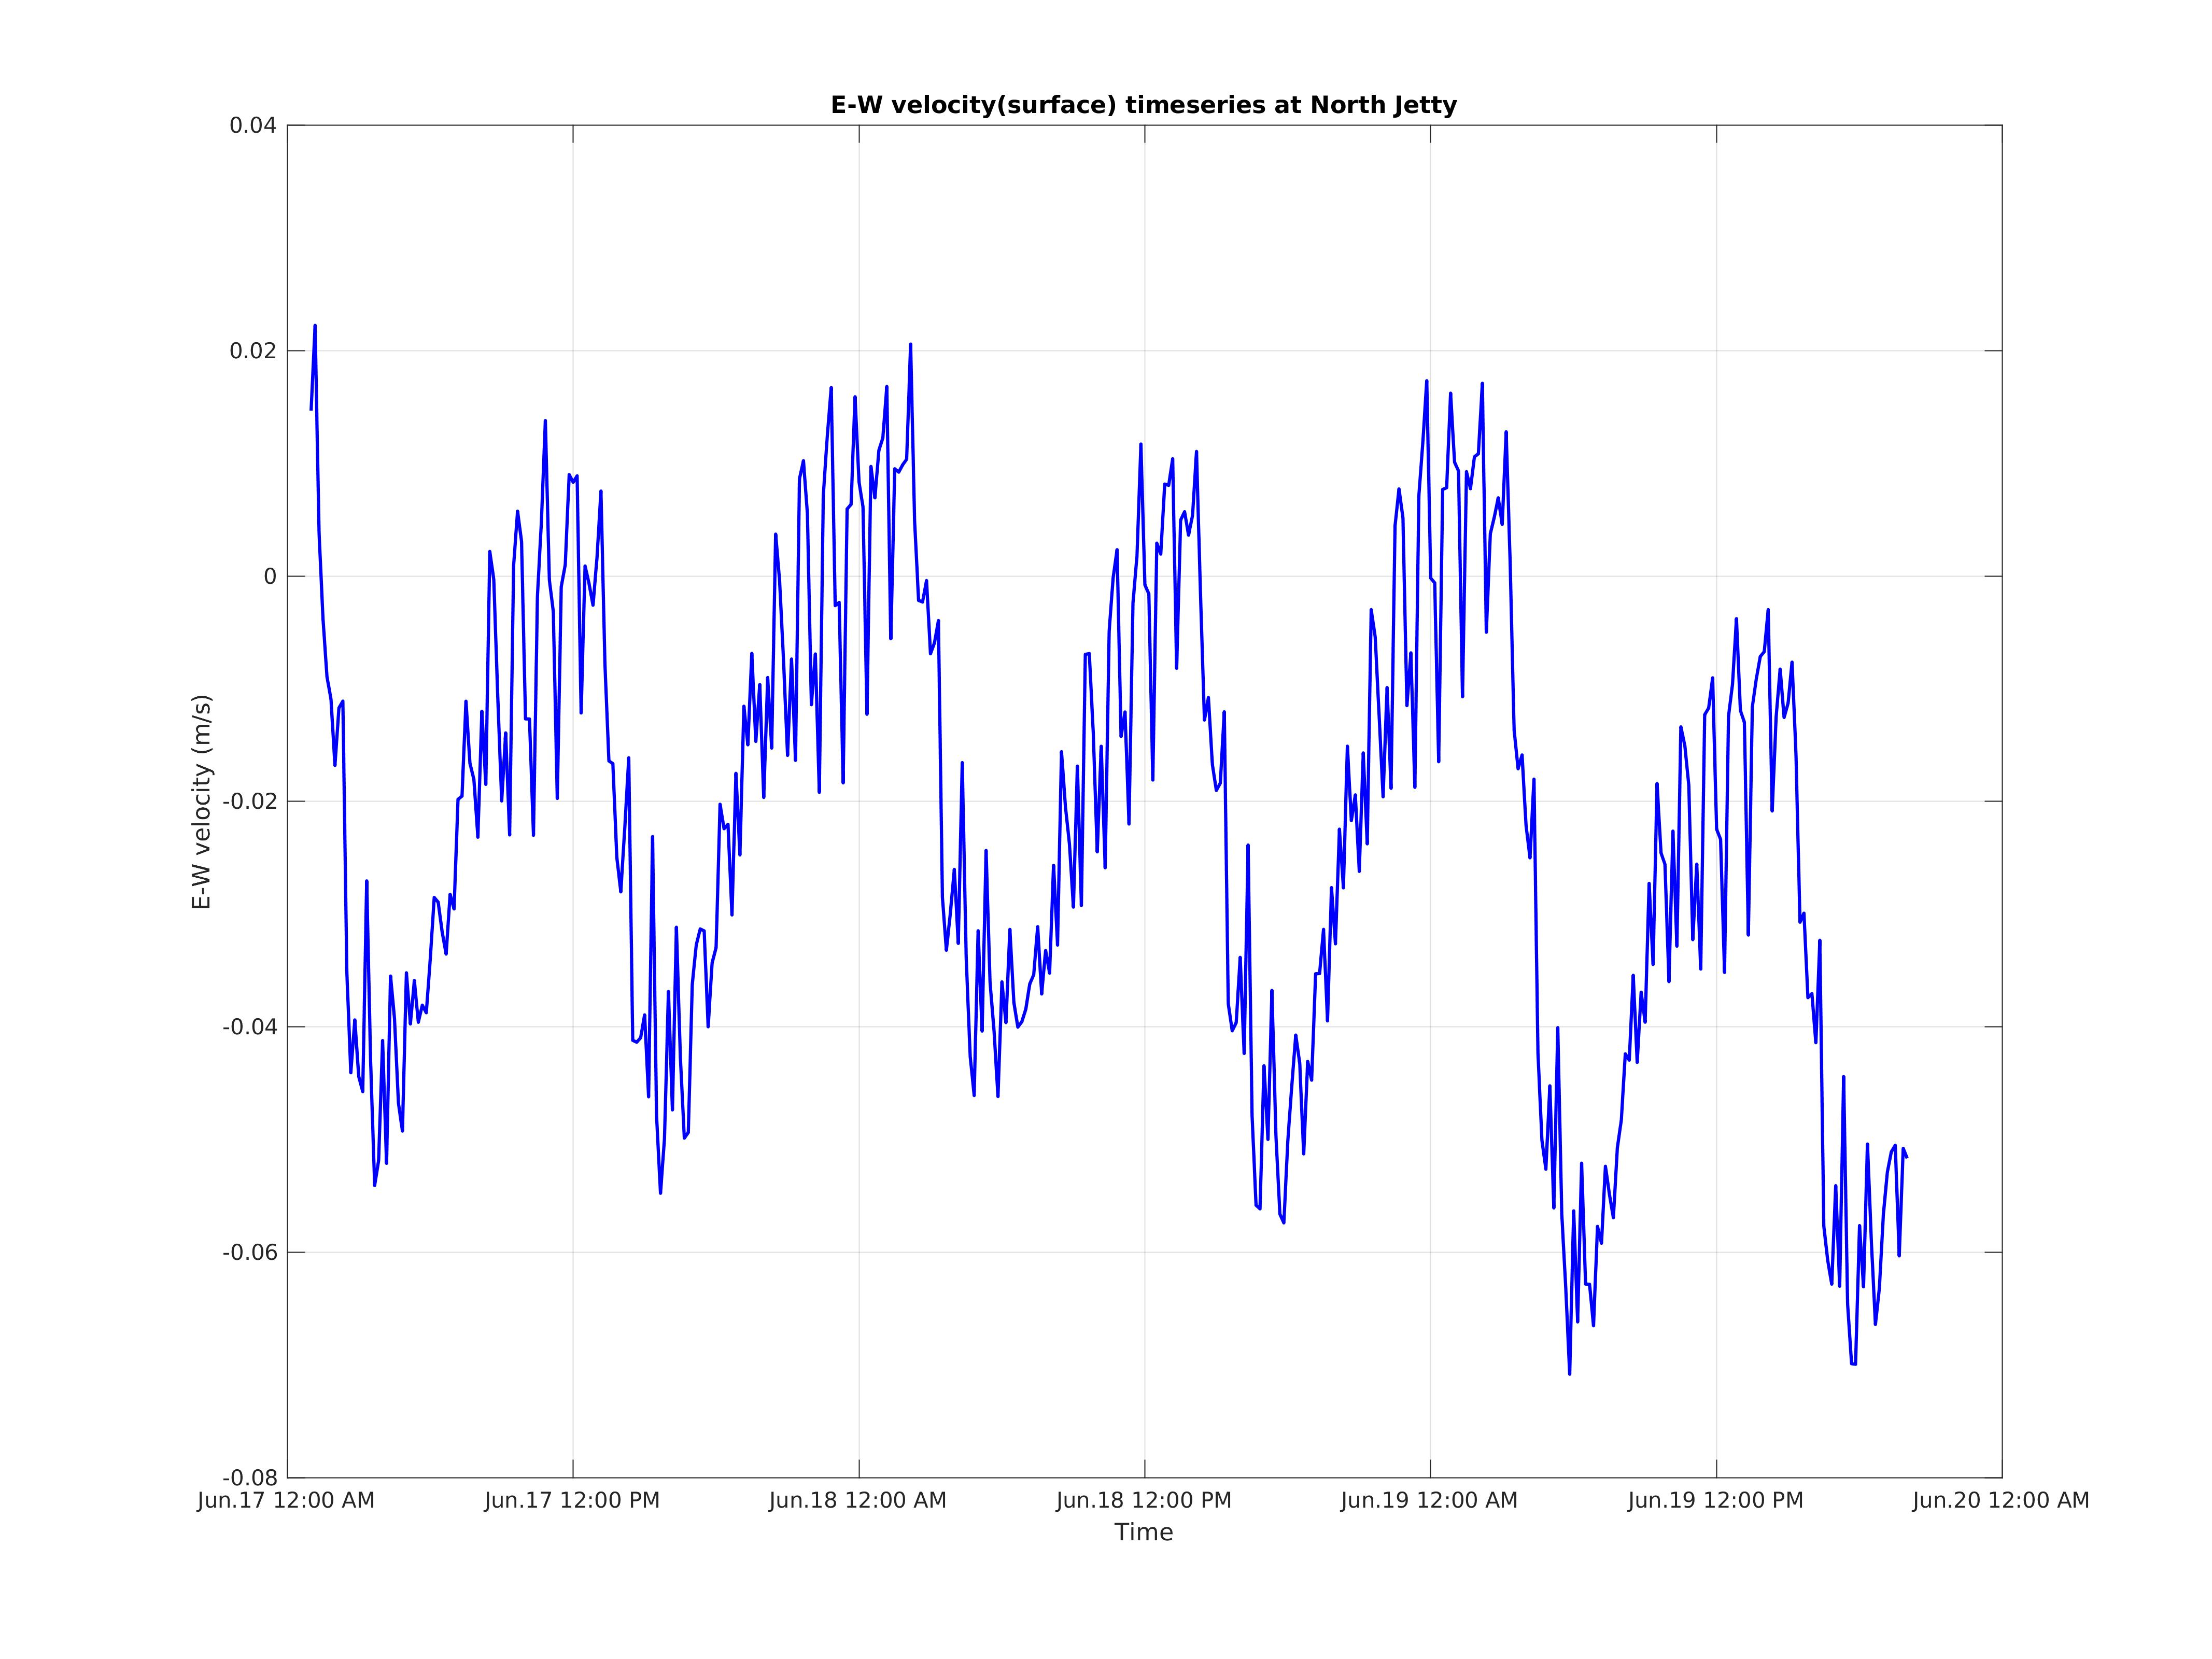 E-W velocity(surface) timeseries at North Jetty
0.04
0.02
0
-0.02
-0.04
-0.06
-0.08
E-W velocity (m/s)
Jun.17 12:00 AM
Jun.17 12:00 PM
Jun.18 12:00 AM
Jun.18 12:00 PM
Jun.19 12:00 AM
Jun.19 12:00 PM
Jun.20 12:00 AM
Time